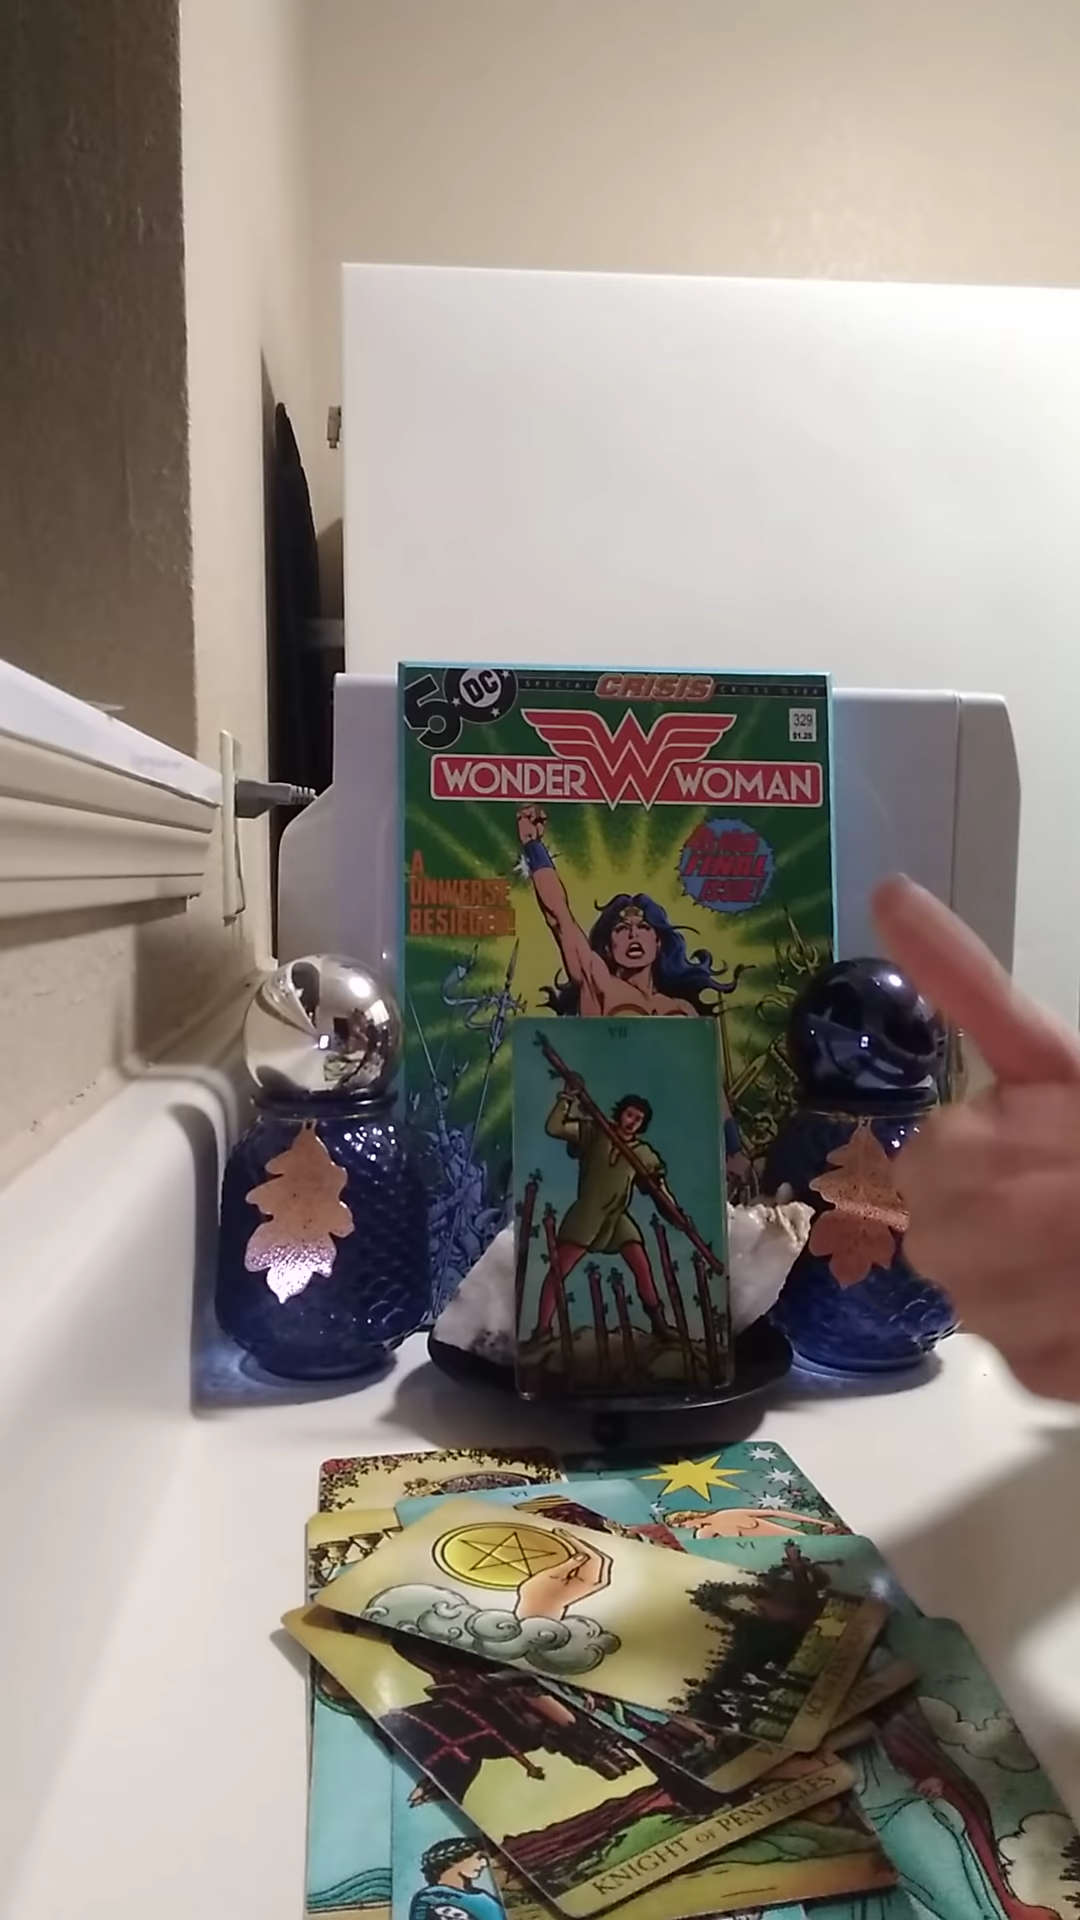 50 DC SPECIAL CRISIS CROSS OVER
329
$1.25
WONDER WOMAN
A
UNIVERSE
BESIEGED!
FINAL
ISSUE!
VII
VI
VI
KNIGHT OF PENTACLES